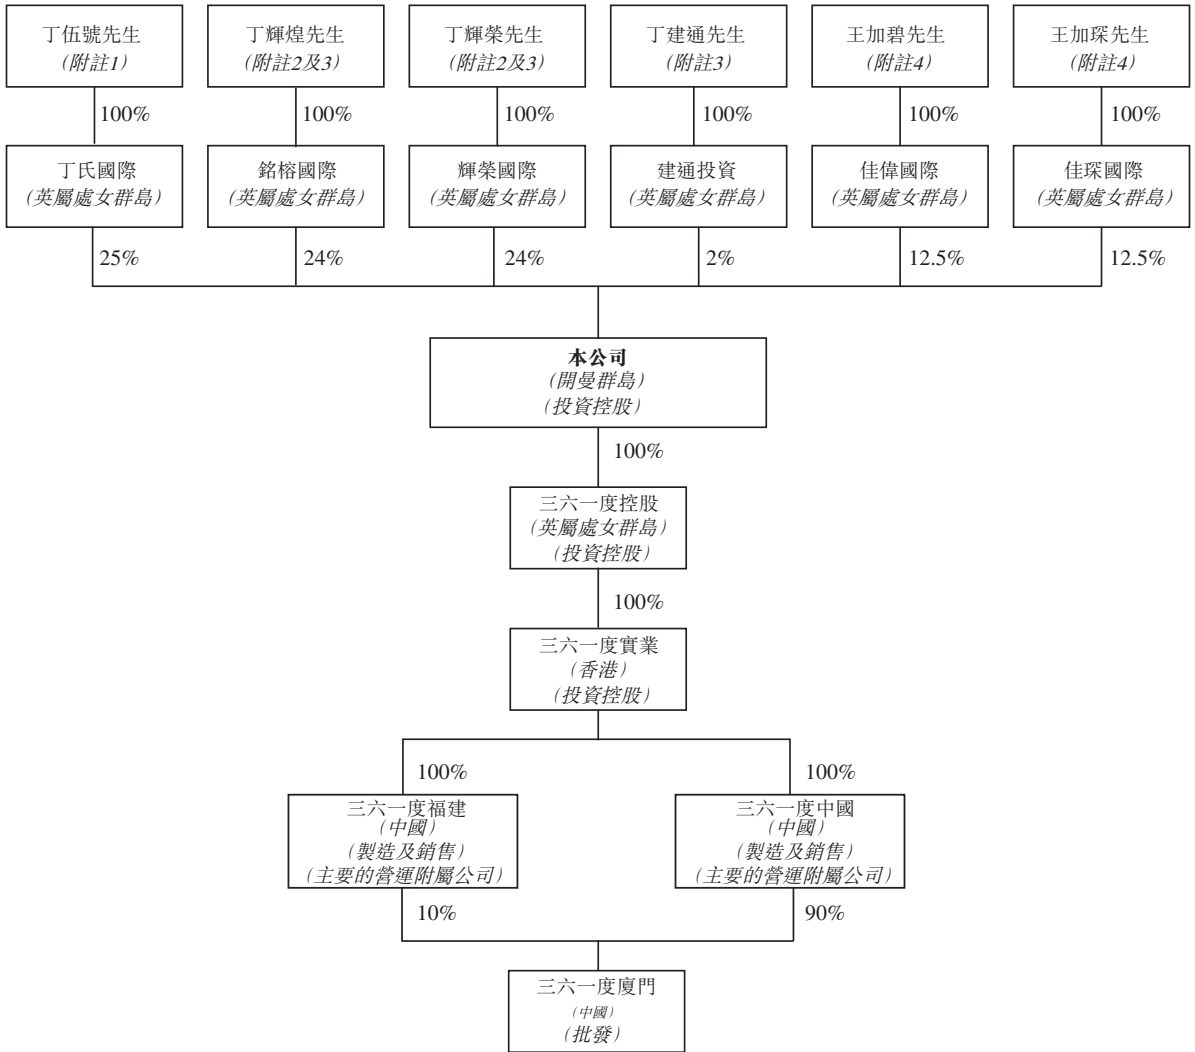 丁伍號先生
(附註1)
丁輝煌先生
(附註2及3)
丁輝榮先生
(附註2及3)
丁建通先生
(附註3)
王加碧先生
(附註4)
王加琛先生
(附註4)
100%
100%
100%
100%
100%
100%
丁氏國際
(英屬處女群島)
銘榕國際
(英屬處女群島)
輝榮國際
(英屬處女群島)
建通投資
(英屬處女群島)
佳偉國際
(英屬處女群島)
佳琛國際
(英屬處女群島)
25%
24%
24%
2%
12.5%
12.5%
本公司
(開曼群島)
(投資控股)
100%
三六一度控股
(英屬處女群島)
(投資控股)
100%
三六一度實業
(香港)
(投資控股)
100%
100%
三六一度福建
(中國)
(製造及銷售)
(主要的營運附屬公司)
三六一度中國
(中國)
(製造及銷售)
(主要的營運附屬公司)
10%
90%
三六一度廈門
(中國)
(批發)